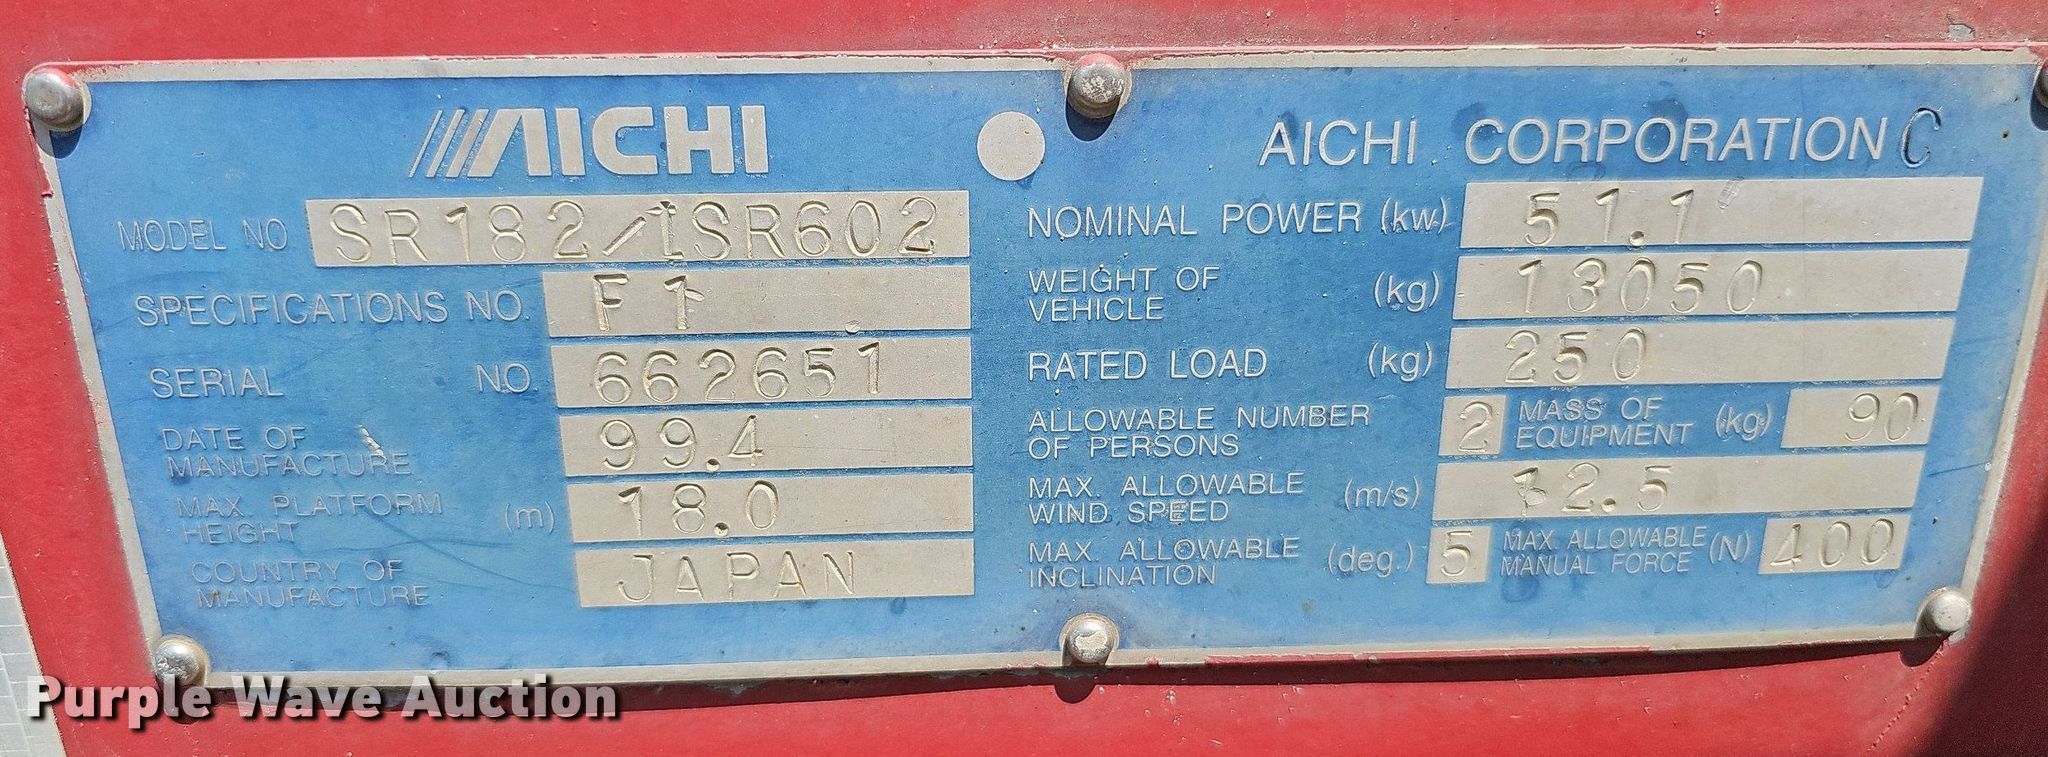 AICHI
MODEL NO SR182/1SR602
SPECIFICATIONS NO. F1
SERIAL NO. 662651
DATE OF
MANUFACTURE 99.4
MAX. PLATFORM
HEIGHT (m) 18.0
COUNTRY OF
MANUFACTURE JAPAN
AICHI CORPORATION C
NOMINAL POWER (kw) 51.1
WEIGHT OF
VEHICLE (kg) 13050
RATED LOAD (kg) 250
ALLOWABLE NUMBER
OF PERSONS 2
MASS OF
EQUIPMENT (kg) 90
MAX. ALLOWABLE
WIND SPEED (m/s) 12.5
MAX. ALLOWABLE
INCLINATION (deg.) 5
MAX. ALLOWABLE
MANUAL FORCE (N) 400
Purple Wave Auction